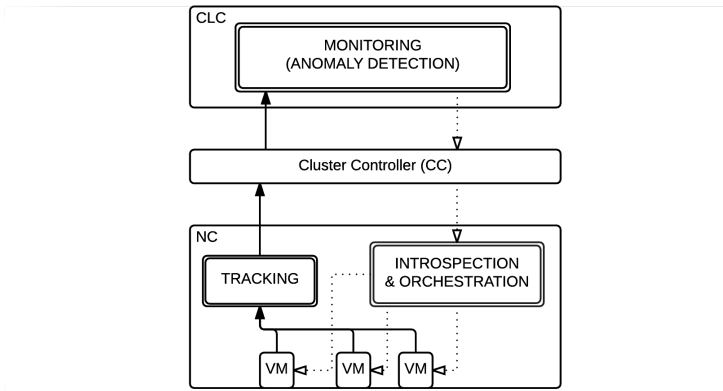 CLC
MONITORING
(ANOMALY DETECTION)
Cluster Controller (CC)
NC
TRACKING
INTROSPECTION
& ORCHESTRATION
VM
VM
VM